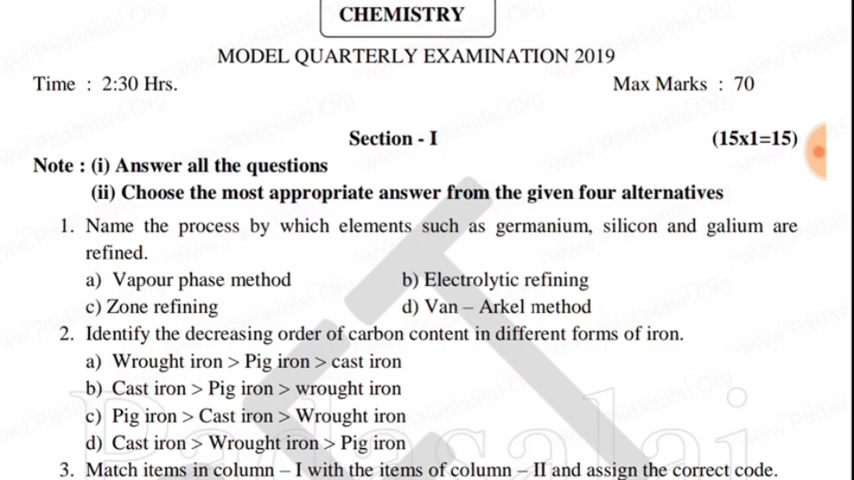 CHEMISTRY
MODEL QUARTERLY EXAMINATION 2019
Time : 2:30 Hrs. Max Marks : 70
Section - I (15x1=15)
Note : (i) Answer all the questions
(ii) Choose the most appropriate answer from the given four alternatives
1. Name the process by which elements such as germanium, silicon and galium are
refined.
a) Vapour phase method b) Electrolytic refining
c) Zone refining d) Van – Arkel method
2. Identify the decreasing order of carbon content in different forms of iron.
a) Wrought iron > Pig iron > cast iron
b) Cast iron > Pig iron > wrought iron
c) Pig iron > Cast iron > Wrought iron
d) Cast iron > Wrought iron > Pig iron
3. Match items in column – I with the items of column – II and assign the correct code.
Padasalai